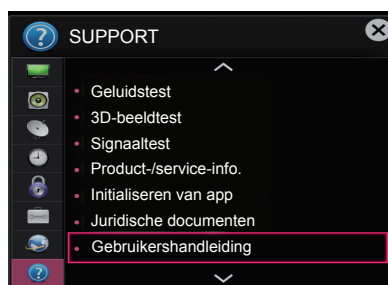 SUPPORT
Geluidstest
3D-beeldtest
Signaaltest
Product-/service-info.
Initialiseren van app
Juridische documenten
Gebruikershandleiding